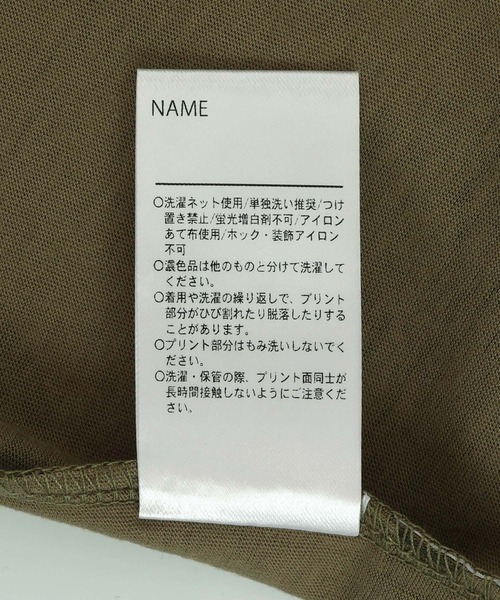 NAME
○洗濯ネット使用/単独洗い推奨/つけ
置き禁止/蛍光増白剤不可/アイロン
あて布使用/ホック・装飾アイロン
不可
○濃色品は他のものと分けて洗濯して
ください。
○着用や洗濯の繰り返しで、プリント
部分がひび割れたり脱落したりする
ことがあります。
○プリント部分はもみ洗いしないでく
ださい。
○洗濯・保管の際、プリント面同士が
長時間接触しないようにご注意くだ
さい。